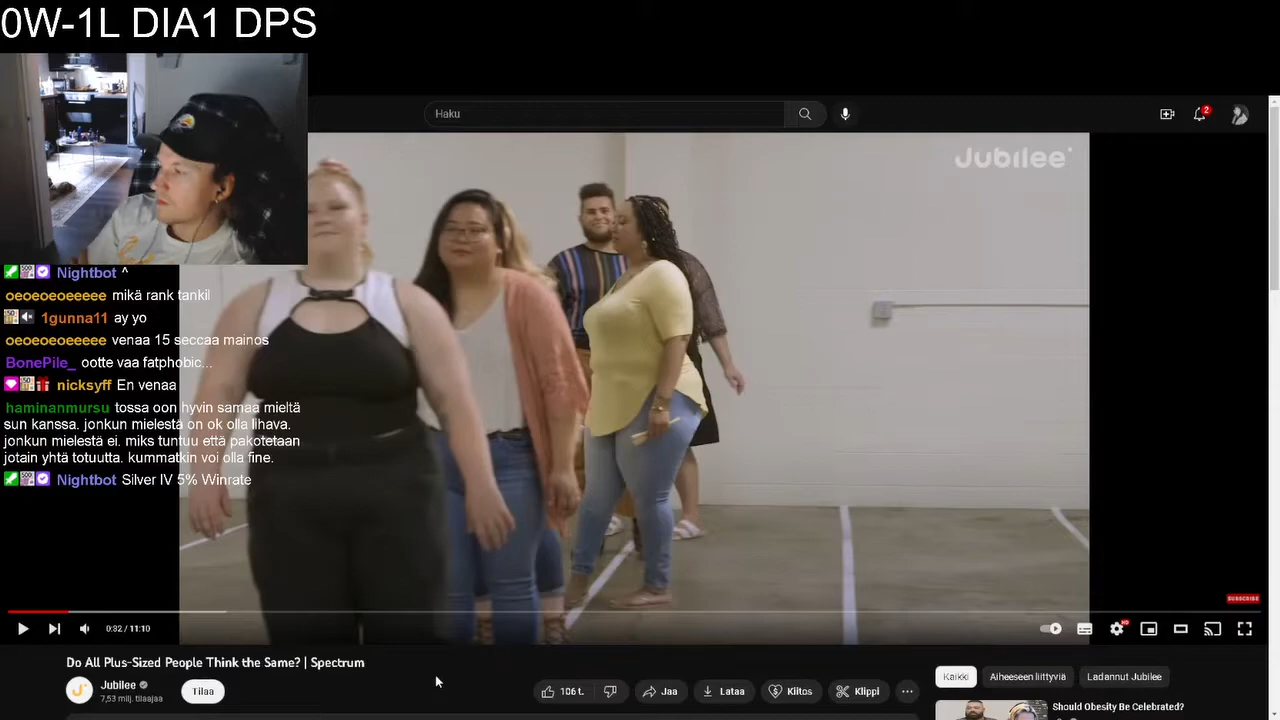 0W-1L DIA1 DPS
Haku
2
Jubilee
Nightbot ^
oeoeoeoeeeee mikä rank tankil
1gunna11 ay yo
oeoeoeoeeeee venaa 15 seccaa mainos
BonePile_ ootte vaa fatphobic...
nicksyff En venaa
haminanmursu tossa oon hyvin samaa mieltä
sun kanssa. jonkun mielestä on ok olla lihava.
jonkun mielestä ei. miks tuntuu että pakotetaan
jotain yhtä totuutta. kummatkin voi olla fine.
Nightbot Silver IV 5% Winrate
SUBSCRIBE
0:32 / 11:10
HD
Do All Plus-Sized People Think the Same? | Spectrum
Jubilee
7,53 milj. tilaajaa
Tilaa
106 t.
Jaa
Lataa
Kiitos
Klippi
Kaikki
Aiheeseen liittyviä
Ladannut Jubilee
Should Obesity Be Celebrated?